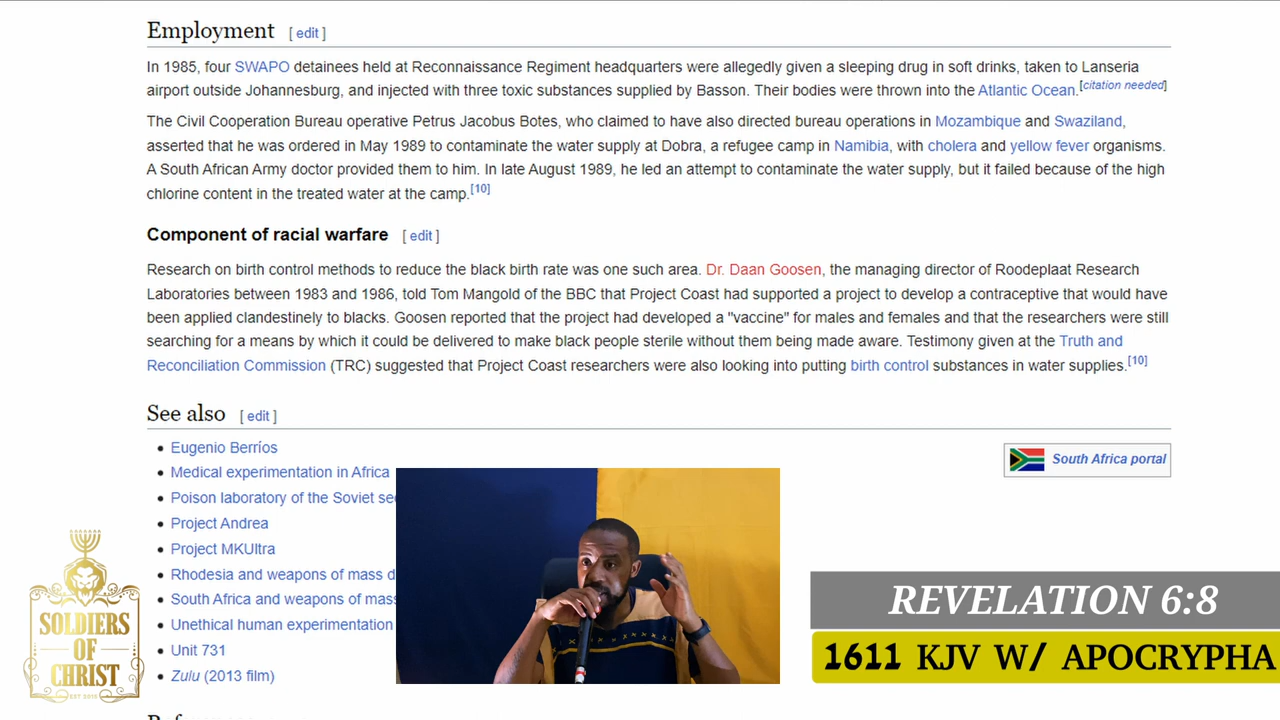 Employment [ edit ]
In 1985, four SWAPO detainees held at Reconnaissance Regiment headquarters were allegedly given a sleeping drug in soft drinks, taken to Lanseria
airport outside Johannesburg, and injected with three toxic substances supplied by Basson. Their bodies were thrown into the Atlantic Ocean.[citation needed]
The Civil Cooperation Bureau operative Petrus Jacobus Botes, who claimed to have also directed bureau operations in Mozambique and Swaziland,
asserted that he was ordered in May 1989 to contaminate the water supply at Dobra, a refugee camp in Namibia, with cholera and yellow fever organisms.
A South African Army doctor provided them to him. In late August 1989, he led an attempt to contaminate the water supply, but it failed because of the high
chlorine content in the treated water at the camp.[10]
Component of racial warfare [ edit ]
Research on birth control methods to reduce the black birth rate was one such area. Dr. Daan Goosen, the managing director of Roodeplaat Research
Laboratories between 1983 and 1986, told Tom Mangold of the BBC that Project Coast had supported a project to develop a contraceptive that would have
been applied clandestinely to blacks. Goosen reported that the project had developed a "vaccine" for males and females and that the researchers were still
searching for a means by which it could be delivered to make black people sterile without them being made aware. Testimony given at the Truth and
Reconciliation Commission (TRC) suggested that Project Coast researchers were also looking into putting birth control substances in water supplies.[10]
See also [ edit ]
Eugenio Berríos
South Africa portal
Medical experimentation in Africa
Poison laboratory of the Soviet se
Project Andrea
Project MKUltra
Rhodesia and weapons of mass d
South Africa and weapons of mass
Unethical human experimentation
Unit 731
Zulu (2013 film)
SOLDIERS
OF
CHRIST
REVELATION 6:8
1611 KJV W/ APOCRYPHA